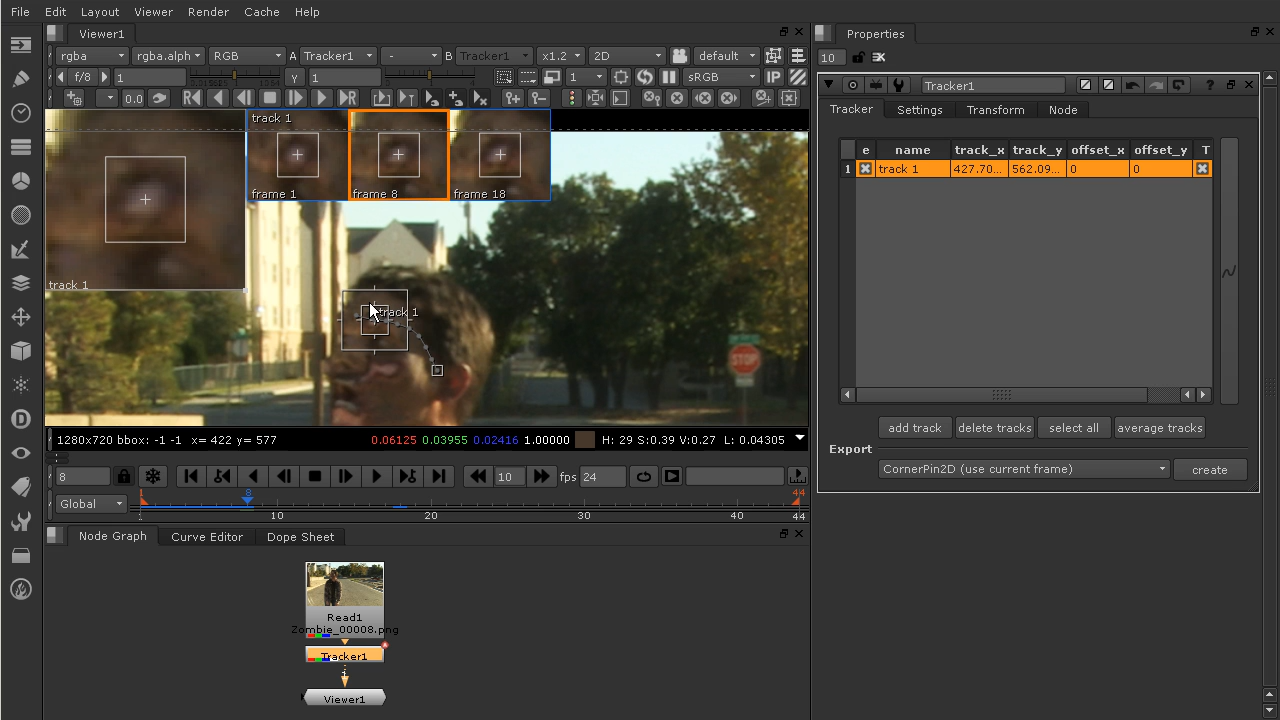 File Edit Layout Viewer Render Cache Help
Viewer1
rgba rgba.alph RGB A Tracker1 - B Tracker1 x1.2 2D default
f/8 1 y 1 1 sRGB IP
0.0
track 1
frame 1 frame 8 frame 18
track 1
track 1
STOP
1280x720 bbox: -1 -1 x= 422 y= 577 0.06125 0.03955 0.02416 1.00000 H: 29 S:0.39 V:0.27 L: 0.04305
8 10 fps 24
Global 1 8 44
1 10 20 30 40 44
Node Graph Curve Editor Dope Sheet
Read1
Zombie_00008.png
Tracker1
Viewer1
Properties
10
Tracker1 ?
Tracker Settings Transform Node
e name track_x track_y offset_x offset_y T
1 track 1 427.70... 562.09... 0 0
add track delete tracks select all average tracks
Export
CornerPin2D (use current frame) create